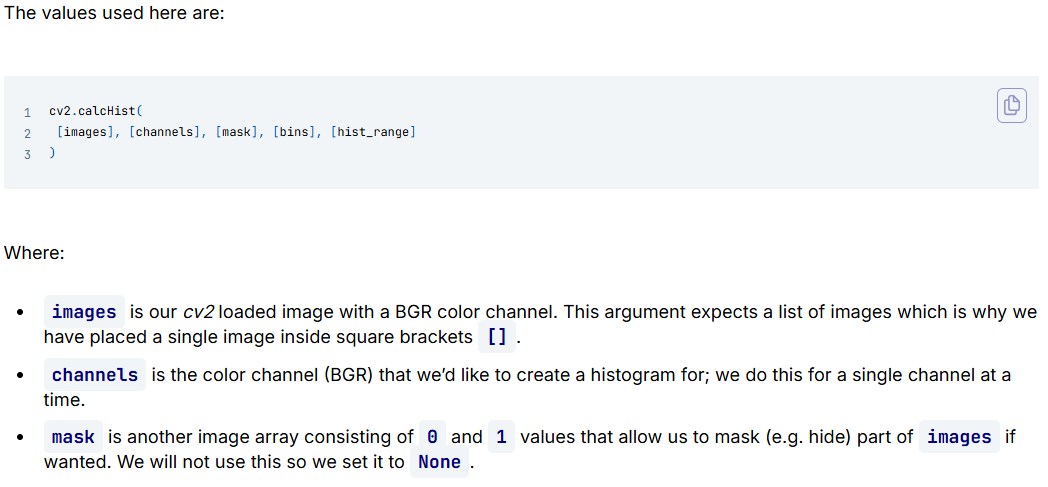 The values used here are:
1 cv2.calcHist(
2 [images], [channels], [mask], [bins], [hist_range]
3 )
Where:
• images is our cv2 loaded image with a BGR color channel. This argument expects a list of images which is why we
have placed a single image inside square brackets [] .
• channels is the color channel (BGR) that we’d like to create a histogram for; we do this for a single channel at a
time.
• mask is another image array consisting of 0 and 1 values that allow us to mask (e.g. hide) part of images if
wanted. We will not use this so we set it to None .